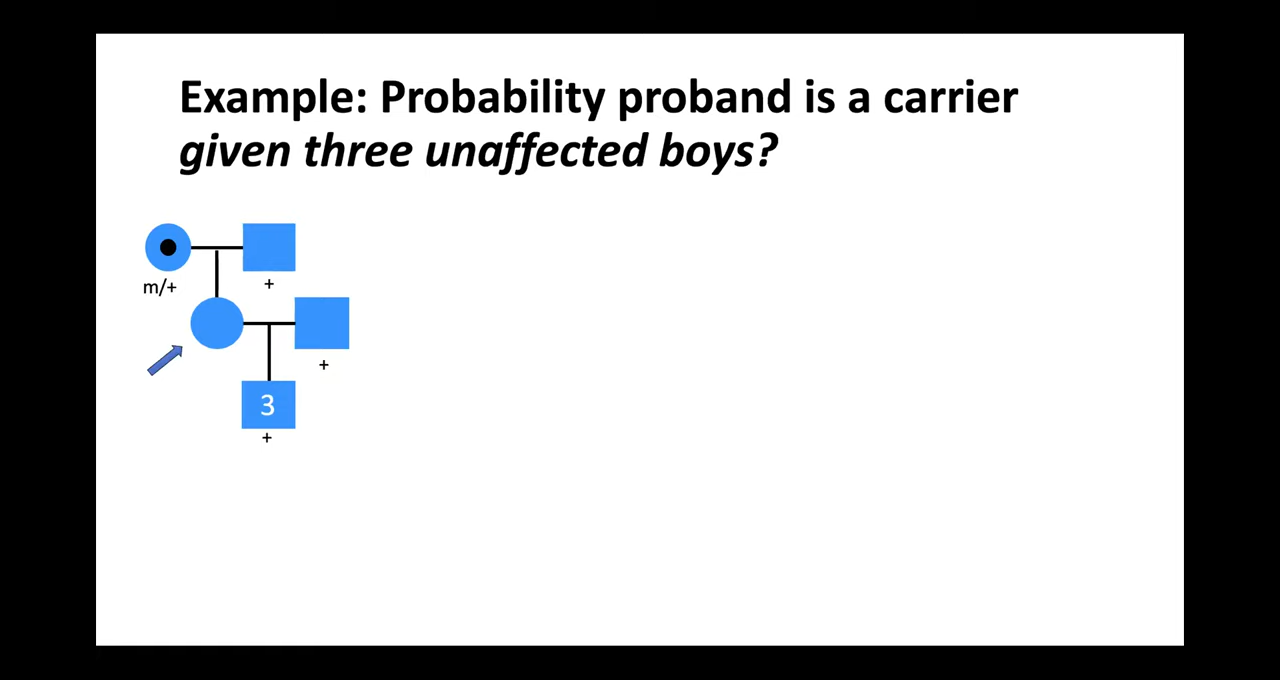 Example: Probability proband is a carrier
given three unaffected boys?
m/+
+
+
3
+